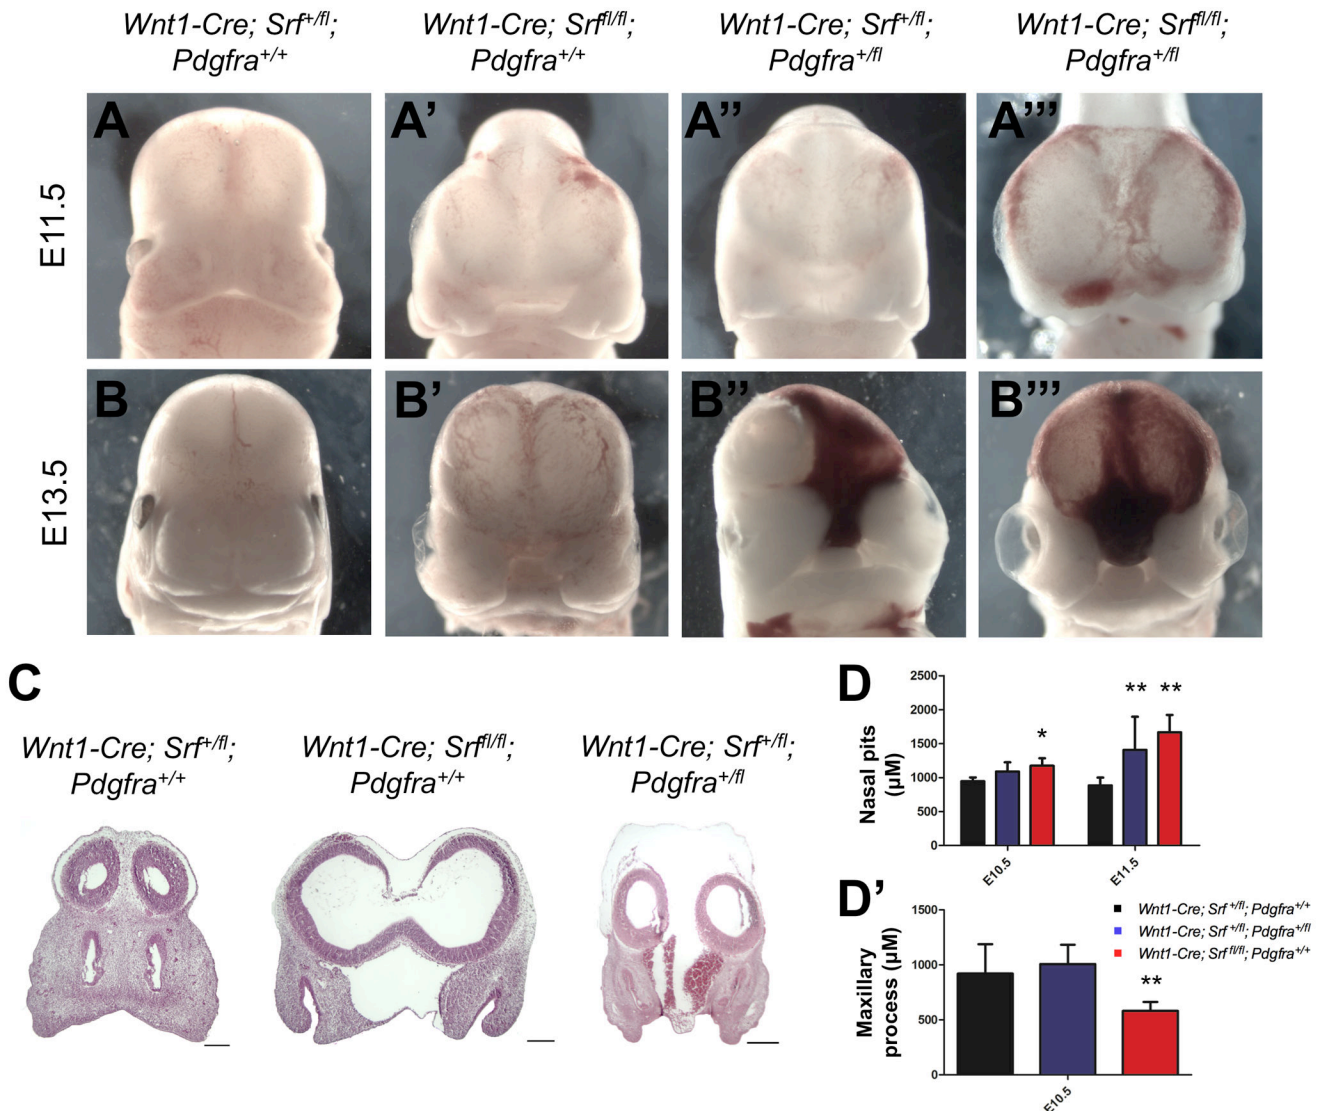 Wnt1-Cre; Srf+/fl; Pdgfra+/+
Wnt1-Cre; Srffl/fl; Pdgfra+/+
Wnt1-Cre; Srf+/fl; Pdgfra+/fl
Wnt1-Cre; Srffl/fl; Pdgfra+/fl
E11.5
A
A'
A''
A'''
E13.5
B
B'
B''
B'''
C
Wnt1-Cre; Srf+/fl;
Pdgfra+/+
Wnt1-Cre; Srffl/fl;
Pdgfra+/+
Wnt1-Cre; Srf+/fl;
Pdgfra+/fl
D
Nasal pits
(µM)
2500
2000
1500
1000
500
0
*
**
**
E10.5
E11.5
D'
Maxillary
process (µM)
1500
1000
500
0
**
E10.5
Wnt1-Cre; Srf +/fl; Pdgfra+/+
Wnt1-Cre; Srf +/fl; Pdgfra+/fl
Wnt1-Cre; Srf fl/fl; Pdgfra+/+